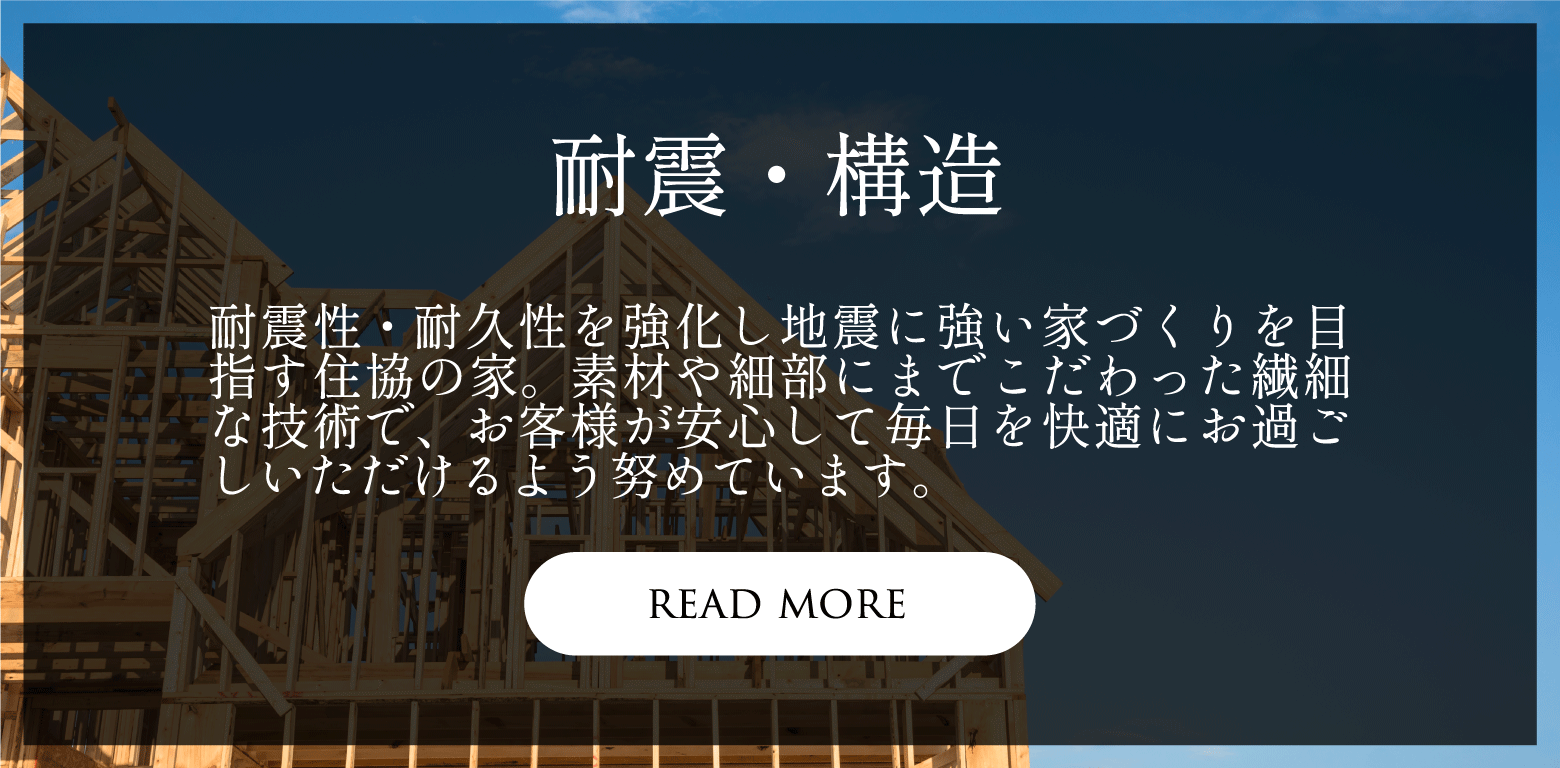 耐震・構造
耐震性・耐久性を強化し地震に強い家づくりを目
指す住協の家。素材や細部にまでこだわった繊細
な技術で、お客様が安心して毎日を快適にお過ご
しいただけるよう努めています。
READ MORE